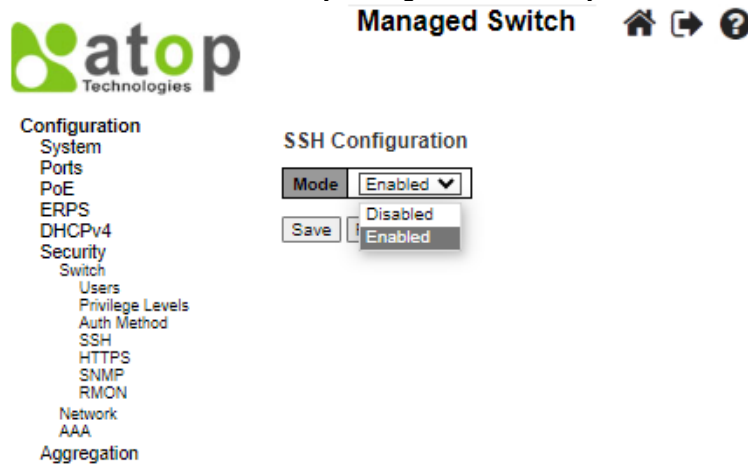 Managed Switch
atop
Technologies
Configuration
System
Ports
PoE
ERPS
DHCPv4
Security
Switch
Users
Privilege Levels
Auth Method
SSH
HTTPS
SNMP
RMON
Network
AAA
Aggregation
SSH Configuration
Mode Enabled
Disabled
Enabled
Save